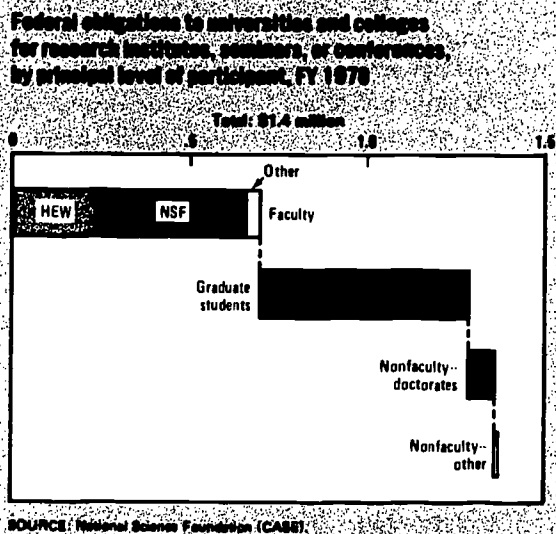 Federal obligations to universities and colleges
for research institutes, seminars, or conferences,
by principal level of participant, FY 1978
Total: $1.4 million
0 .5 1.0 1.5
Other
HEW NSF Faculty
Graduate
students
Nonfaculty--
doctorates
Nonfaculty--
other
SOURCE: National Science Foundation (CASE).